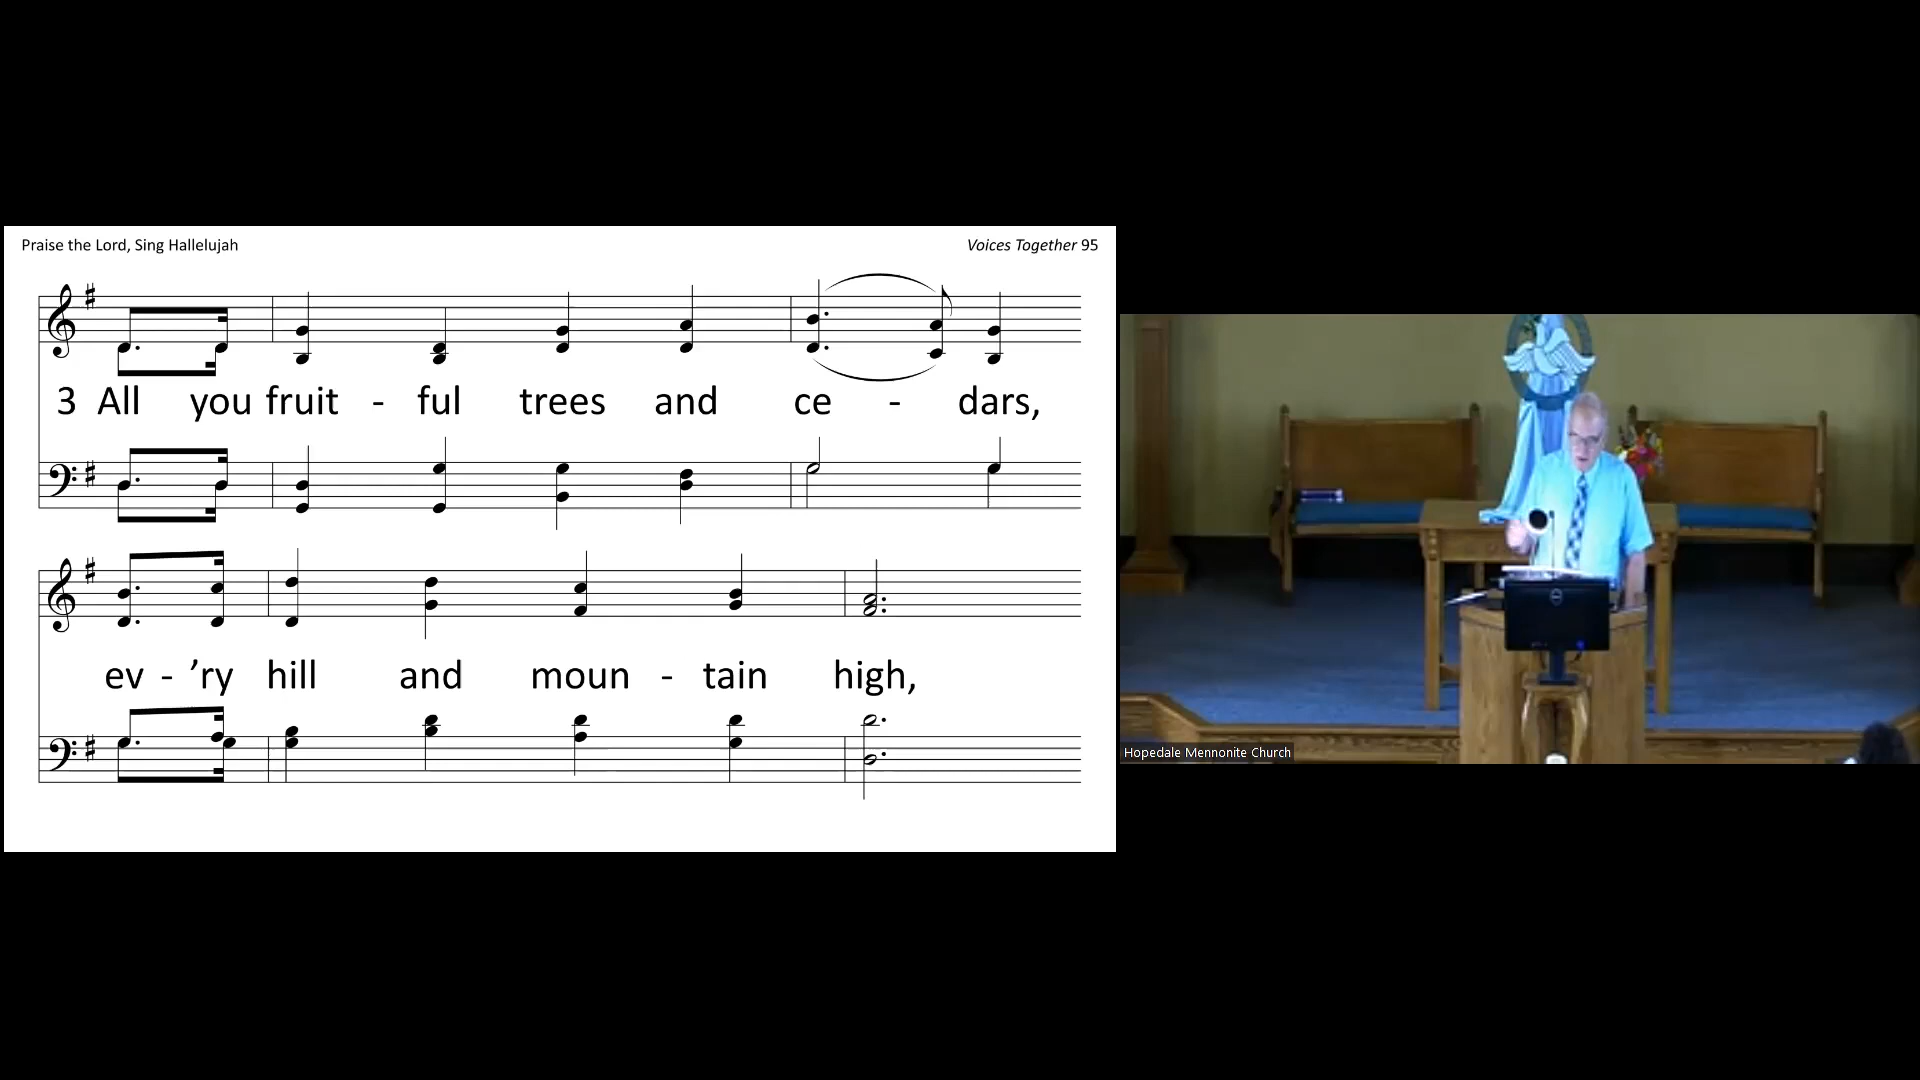 Praise the Lord, Sing Hallelujah
Voices Together 95
3 All you fruit - ful trees and ce - dars,
ev - ’ry hill and moun - tain high,
Hopedale Mennonite Church